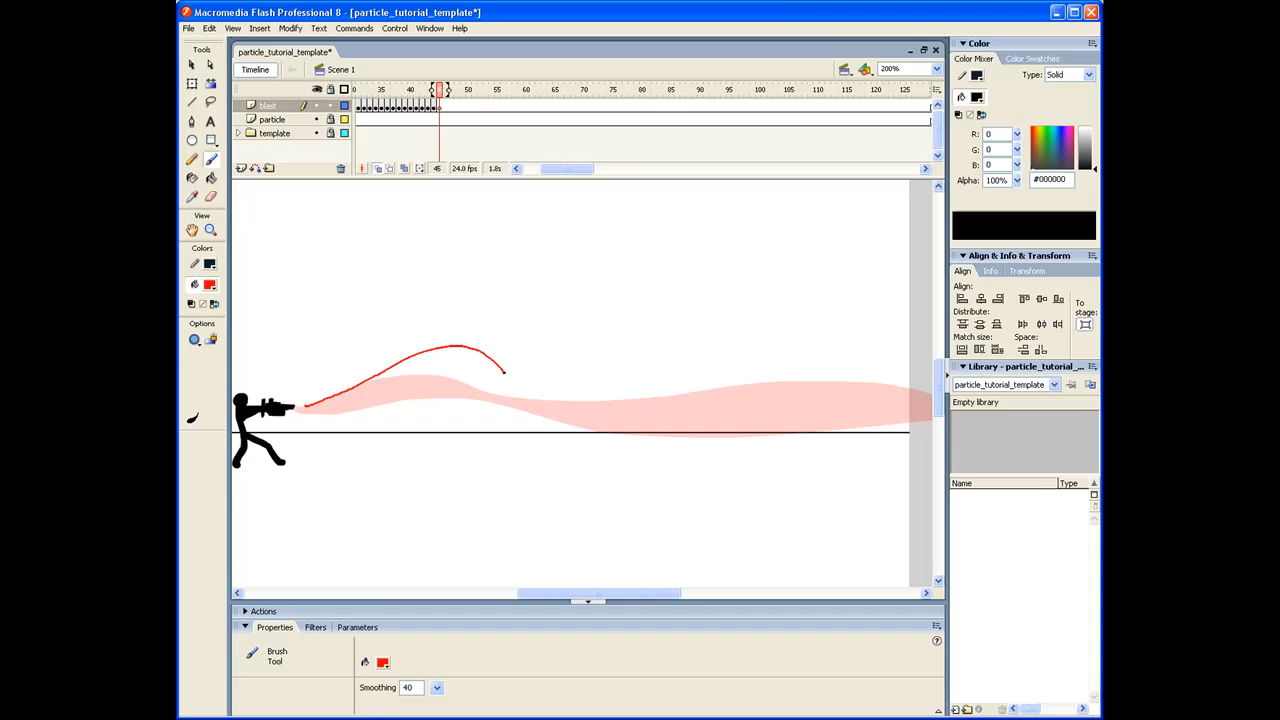 Macromedia Flash Professional 8 - [particle_tutorial_template*]
File Edit View Insert Modify Text Commands Control Window Help
Tools
particle_tutorial_template*
Timeline
Scene 1
200%
0 35 40 50 55 60 65 70 75 80 85 90 95 100 105 110 115 120 125
blast
particle
template
45 24.0 fps 1.8s
View
Colors
Options
Color
Color Mixer Color Swatches
Type: Solid
R: 0
G: 0
B: 0
Alpha: 100% #000000
Align & Info & Transform
Align Info Transform
Align:
Distribute:
Match size: Space:
To
stage:
Library - particle_tutorial_...
particle_tutorial_template
Empty library
Name Type
Actions
Properties Filters Parameters
Brush
Tool
Smoothing 40